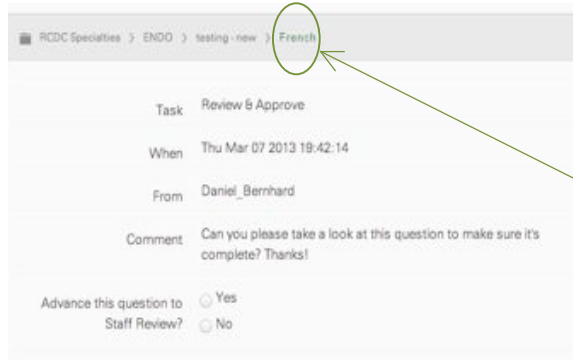 RCDC Specialties > ENDO > testing - new > French
Task Review & Approve
When Thu Mar 07 2013 19:42:14
From Daniel_Bernhard
Comment Can you please take a look at this question to make sure it's
complete? Thanks!
Advance this question to Yes
Staff Review? No